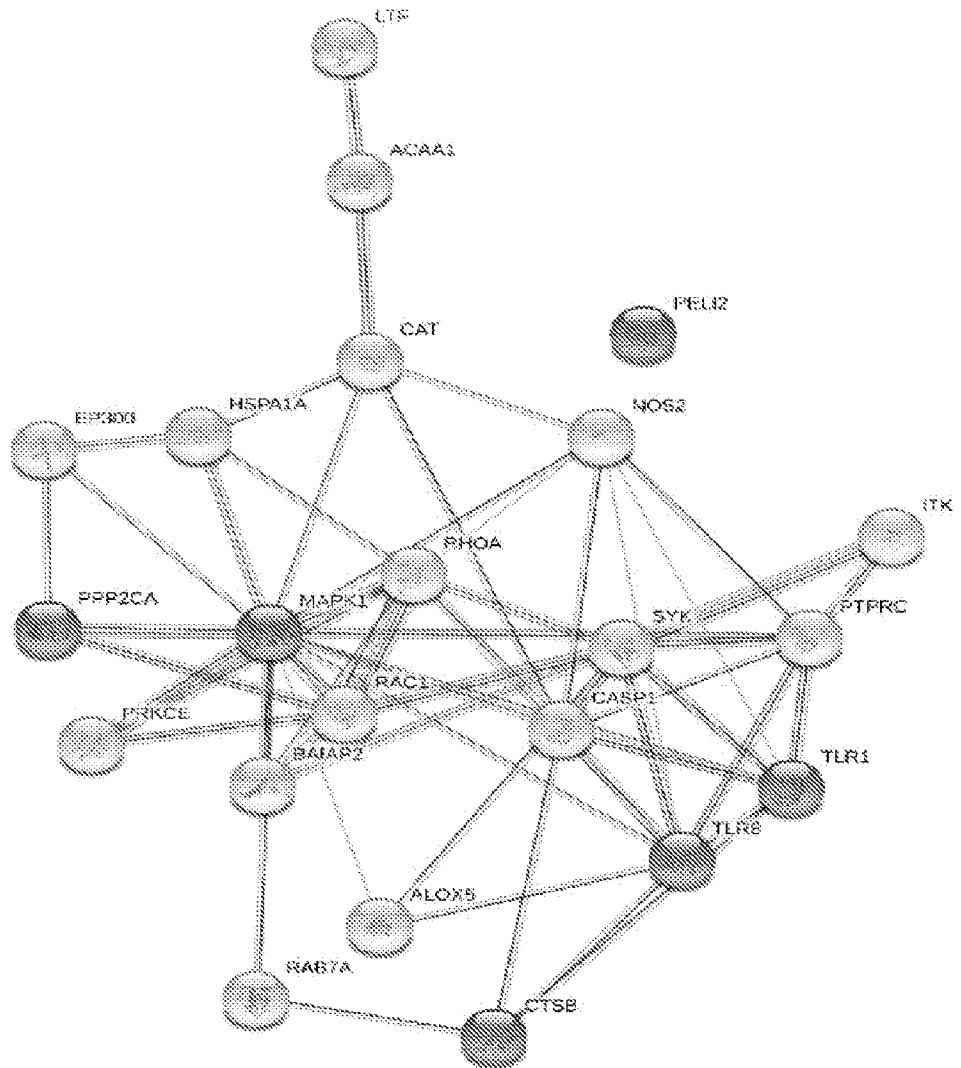 LTF
ACAA1
CAT
PELI2
HSPA1A
NOS2
EP300
ITK
RHOA
PPP2CA
MAPK1
SYK
PTPRC
RAC1
CASP1
PRKCE
BAIAP2
TLR1
TLR8
ALOX5
RAB7A
CTSB